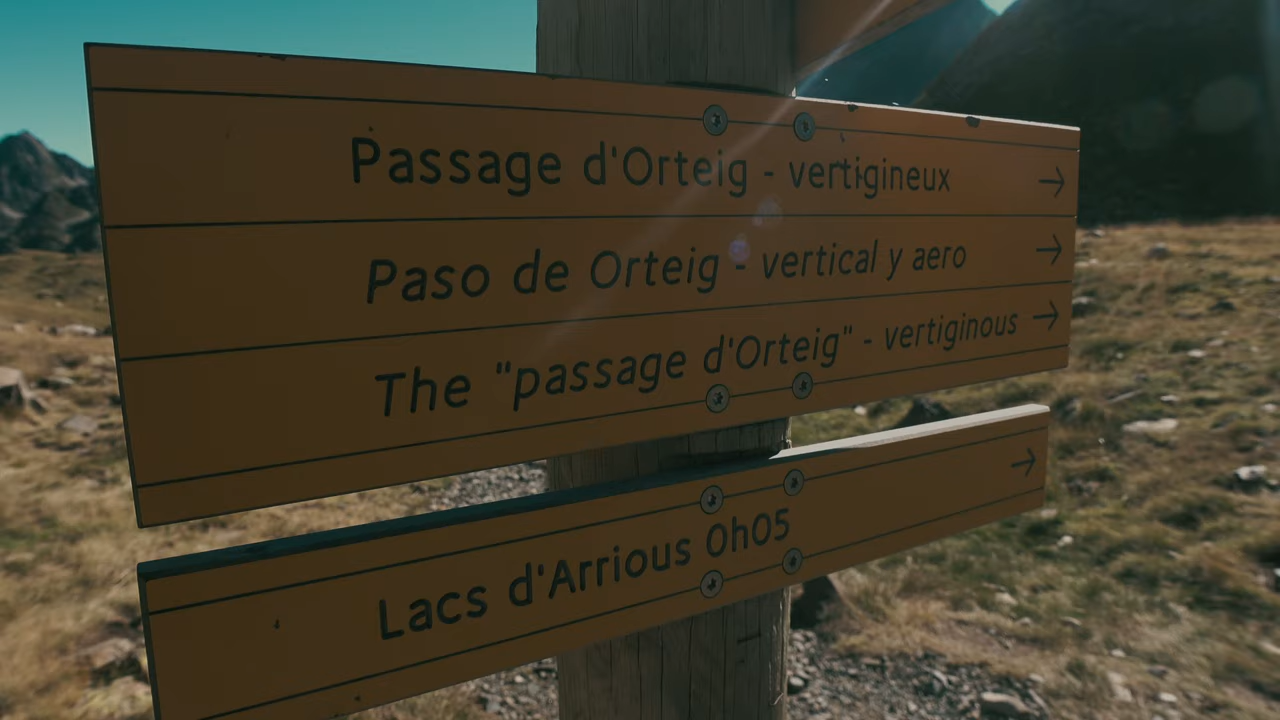 Passage d'Orteig - vertigineux →
Paso de Orteig - vertical y aero →
The "passage d'Orteig" - vertiginous →
Lacs d'Arrious 0h05 →